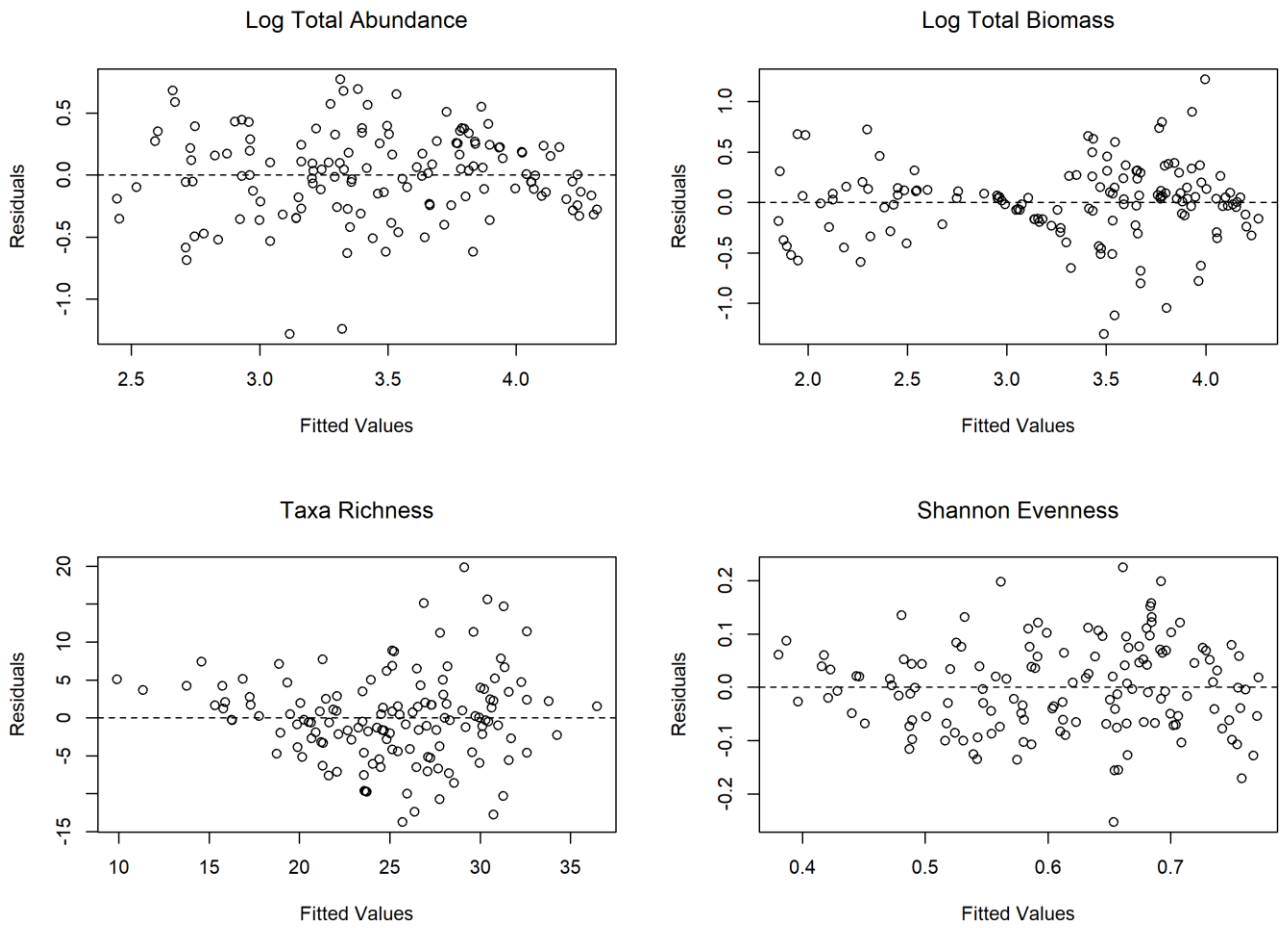 Log Total Abundance
Residuals
0.5
0.0
-0.5
-1.0
2.5 3.0 3.5 4.0
Fitted Values
Log Total Biomass
Residuals
1.0
0.5
0.0
-0.5
-1.0
2.0 2.5 3.0 3.5 4.0
Fitted Values
Taxa Richness
Residuals
20
10
5
0
-5
-15
10 15 20 25 30 35
Fitted Values
Shannon Evenness
Residuals
0.2
0.1
0.0
-0.1
-0.2
0.4 0.5 0.6 0.7
Fitted Values